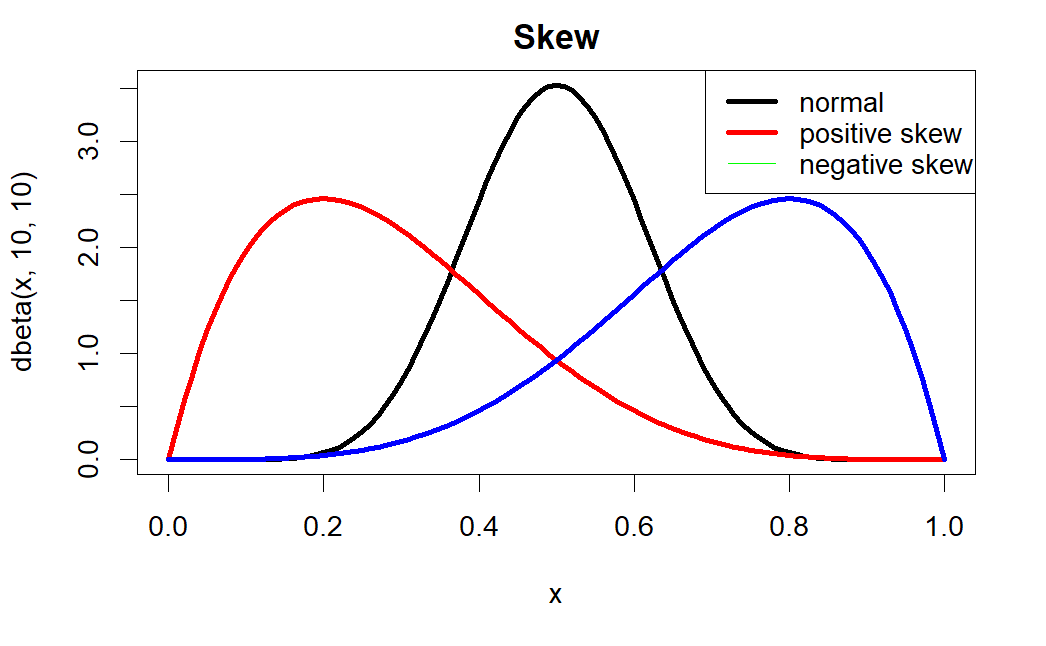 Skew
normal
positive skew
negative skew
dbeta(x, 10, 10)
3.0
2.0
1.0
0.0
0.0 0.2 0.4 0.6 0.8 1.0
x